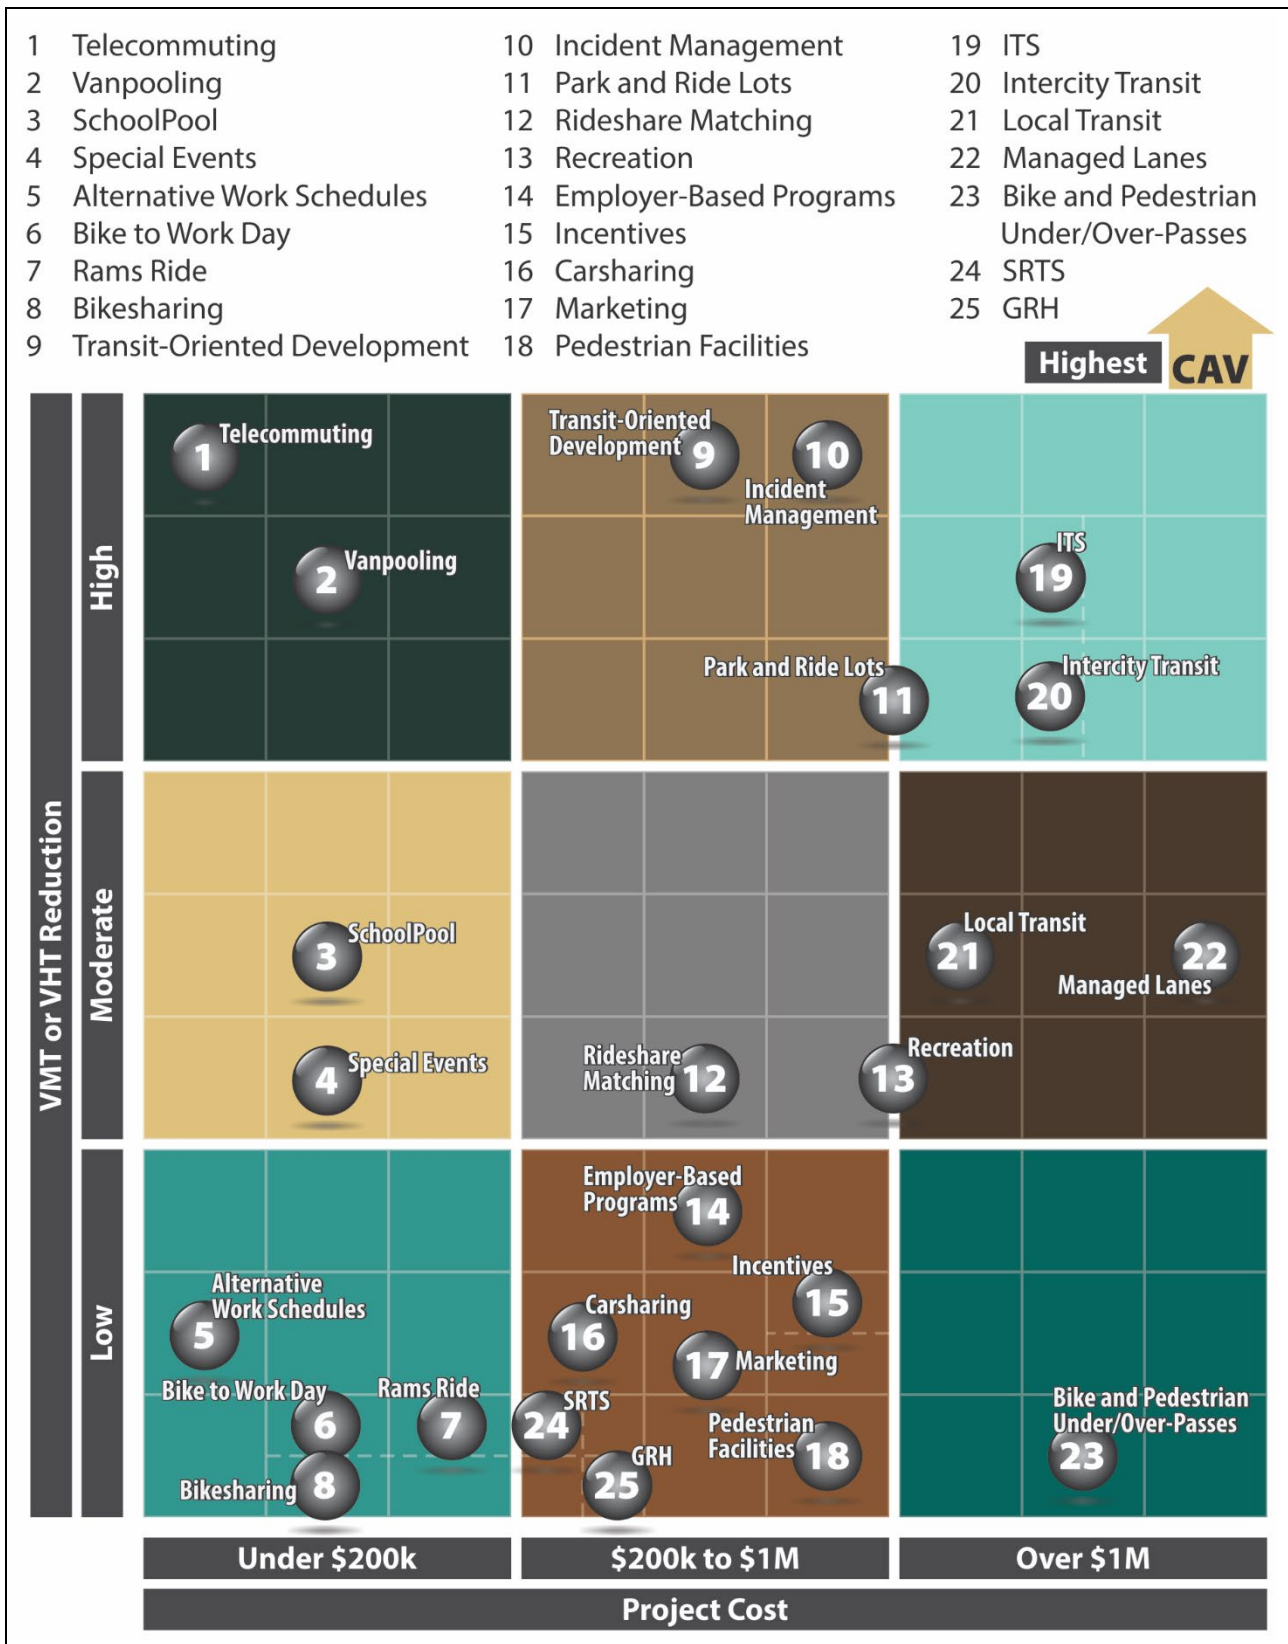 1 Telecommuting
2 Vanpooling
3 SchoolPool
4 Special Events
5 Alternative Work Schedules
6 Bike to Work Day
7 Rams Ride
8 Bikesharing
9 Transit-Oriented Development
10 Incident Management
11 Park and Ride Lots
12 Rideshare Matching
13 Recreation
14 Employer-Based Programs
15 Incentives
16 Carsharing
17 Marketing
18 Pedestrian Facilities
19 ITS
20 Intercity Transit
21 Local Transit
22 Managed Lanes
23 Bike and Pedestrian
Under/Over-Passes
24 SRTS
25 GRH
Highest
CAV
VMT or VHT Reduction
High
1 Telecommuting
2 Vanpooling
Transit-Oriented
Development 9
10
Incident
Management
Park and Ride Lots
11
ITS
19
Intercity Transit
20
Moderate
SchoolPool
3
Special Events
4
Rideshare
Matching 12
Recreation
13
Local Transit
21
22
Managed Lanes
Low
Alternative
Work Schedules
5
Bike to Work Day
6
Rams Ride
7
Bikesharing 8
Employer-Based
Programs 14
Incentives
15
Carsharing
16
17 Marketing
SRTS
24
GRH
25
Pedestrian
Facilities 18
Bike and Pedestrian
Under/Over-Passes
23
Under $200k
$200k to $1M
Over $1M
Project Cost